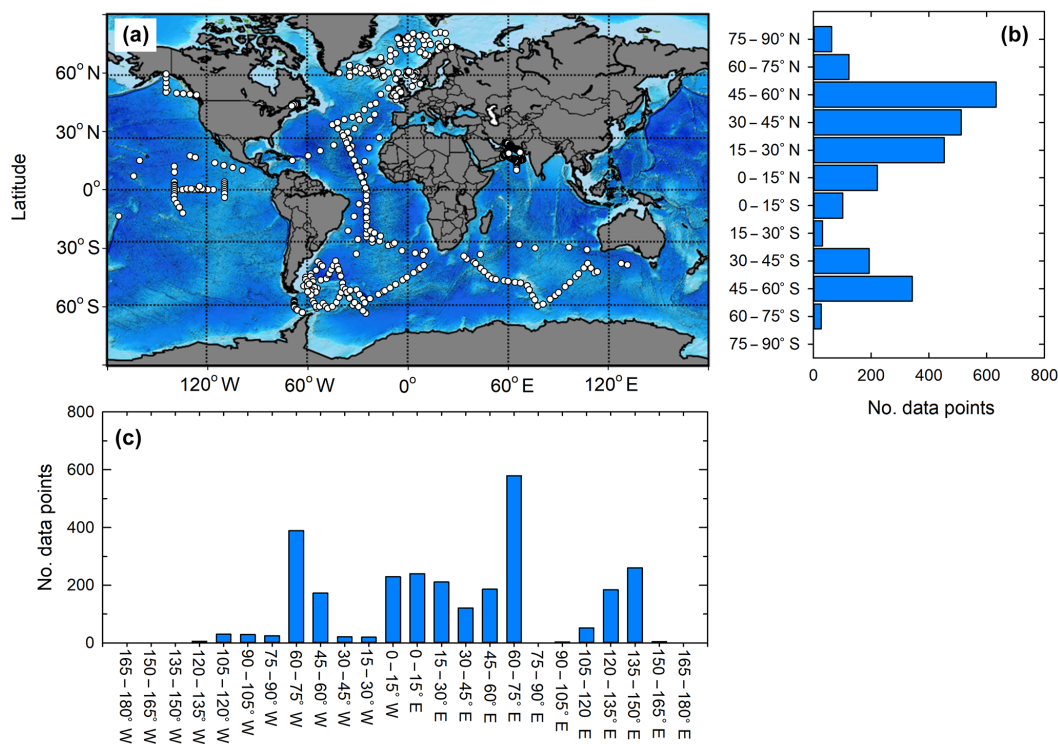 (a)
Latitude
60° N
30° N
0°
30° S
60° S
120° W
60° W
0°
60° E
120° E
(b)
75 – 90° N
60 – 75° N
45 – 60° N
30 – 45° N
15 – 30° N
0 – 15° N
0 – 15° S
15 – 30° S
30 – 45° S
45 – 60° S
60 – 75° S
75 – 90° S
0 200 400 600 800
No. data points
(c)
No. data points
800
600
400
200
0
165 – 180° W
150 – 165° W
135 – 150° W
120 – 135° W
105 – 120° W
90 – 105° W
75 – 90° W
60 – 75° W
45 – 60° W
30 – 45° W
15 – 30° W
0 – 15° W
0 – 15° E
15 – 30° E
30 – 45° E
45 – 60° E
60 – 75° E
75 – 90° E
90 – 105° E
105 – 120 E
120 – 135° E
135 – 150° E
150 – 165° E
165 – 180° E